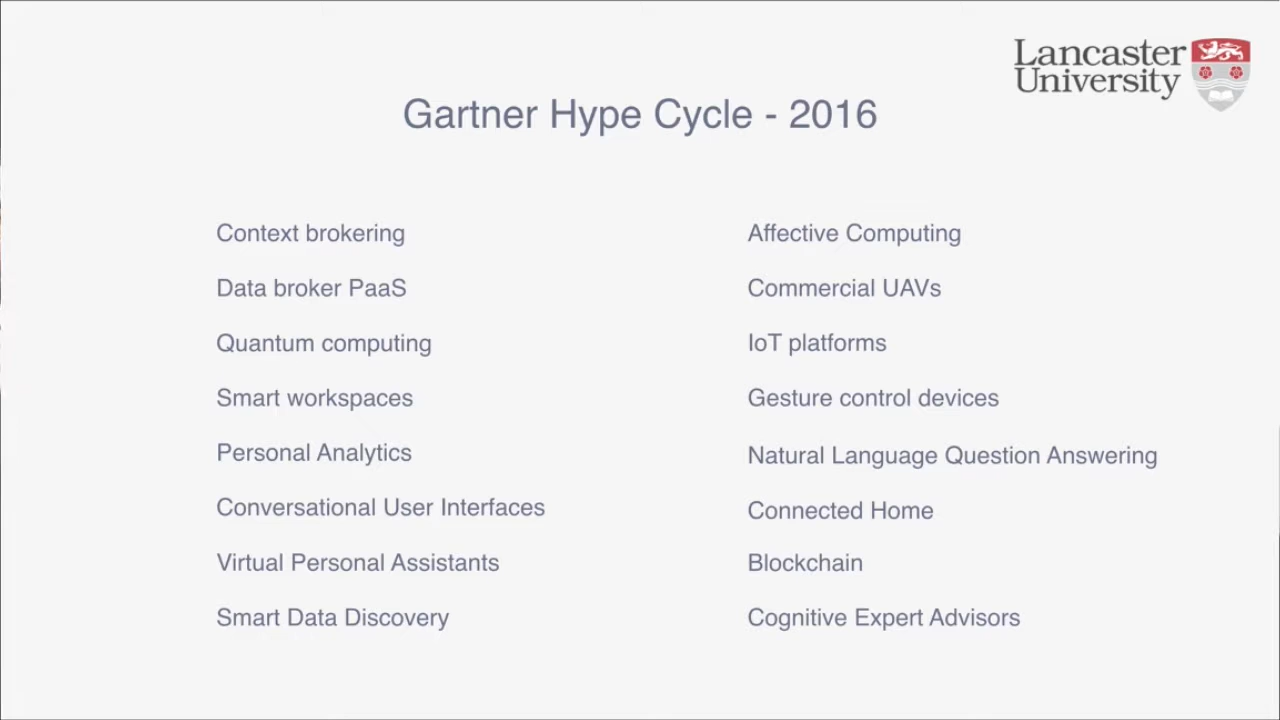 Lancaster
University
Gartner Hype Cycle - 2016
Context brokering
Data broker PaaS
Quantum computing
Smart workspaces
Personal Analytics
Conversational User Interfaces
Virtual Personal Assistants
Smart Data Discovery
Affective Computing
Commercial UAVs
IoT platforms
Gesture control devices
Natural Language Question Answering
Connected Home
Blockchain
Cognitive Expert Advisors